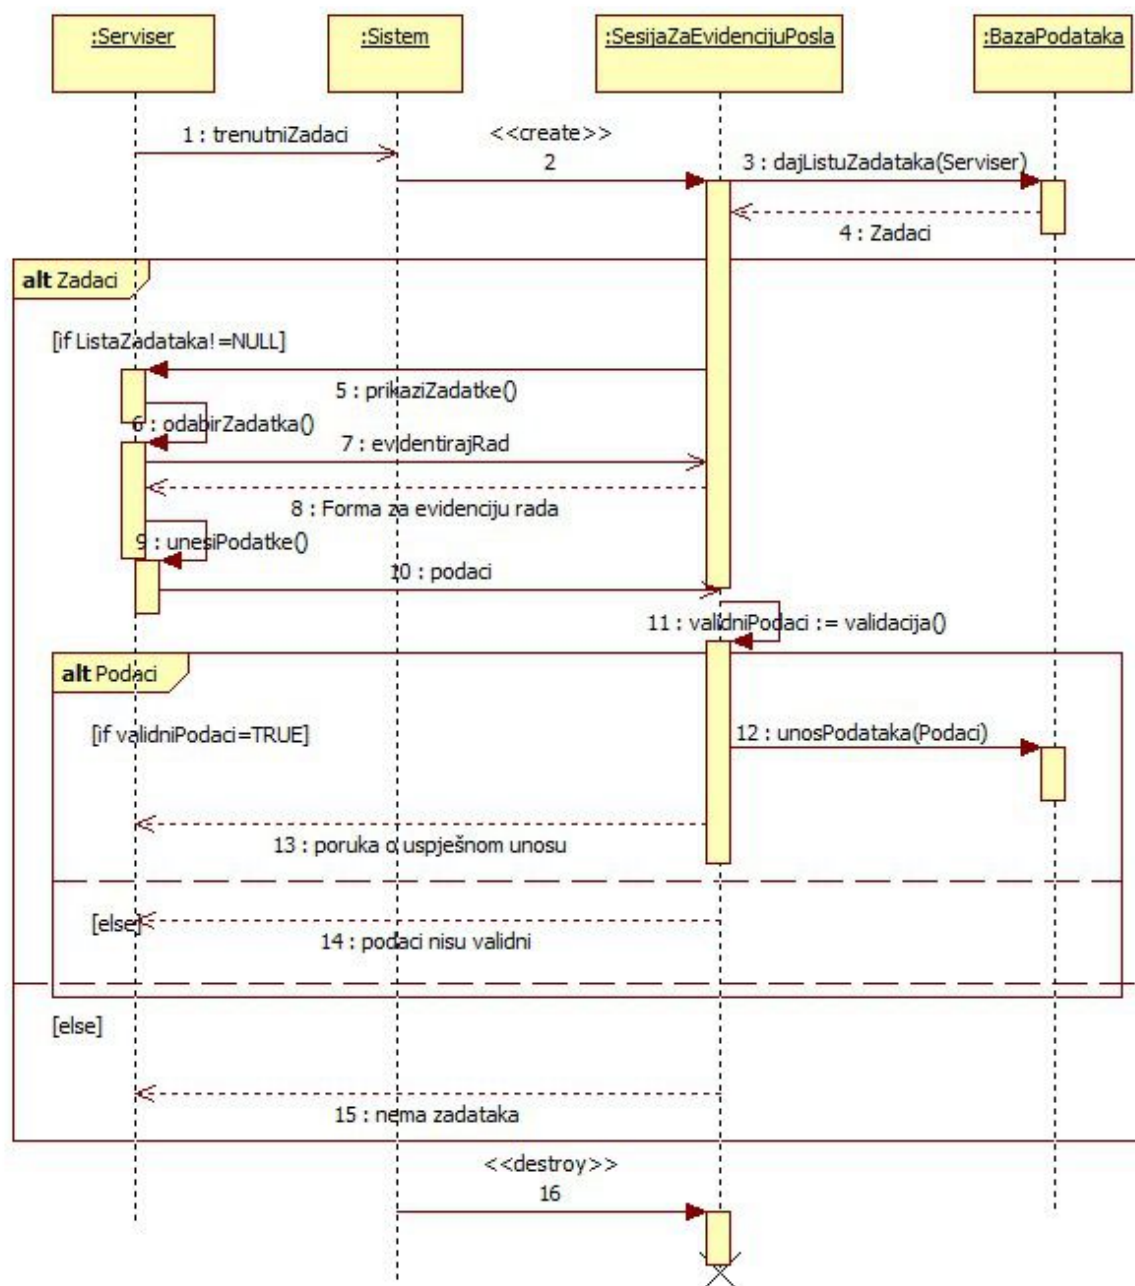 :Serviser
:Sistem
:SesijaZaEvidencijuPosla
:BazaPodataka
1 : trenutniZadaci
<<create>>
2
3 : dajListuZadataka(Serviser)
4 : Zadaci
alt Zadaci
[if ListaZadataka!=NULL]
5 : prikaziZadatke()
6 : odabirZadatka()
7 : evidentirajRad
8 : Forma za evidenciju rada
9 : unesiPodatke()
10 : podaci
11 : validniPodaci := validacija()
alt Podaci
[if validniPodaci=TRUE]
12 : unosPodataka(Podaci)
13 : poruka o uspješnom unosu
[else]
14 : podaci nisu validni
[else]
15 : nema zadataka
<<destroy>>
16